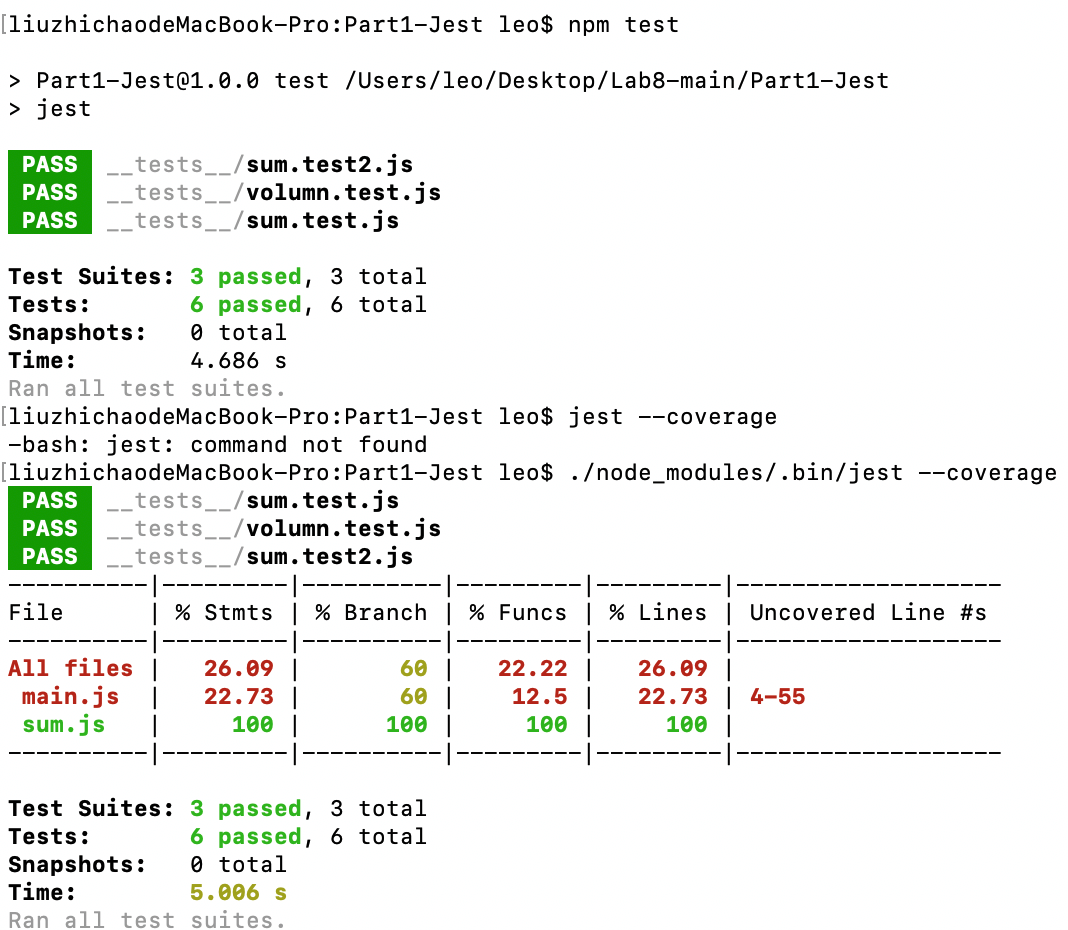 [liuzhichaodeMacBook-Pro:Part1-Jest leo$ npm test
> Part1-Jest@1.0.0 test /Users/leo/Desktop/Lab8-main/Part1-Jest
> jest
PASS __tests__/sum.test2.js
PASS __tests__/volumn.test.js
PASS __tests__/sum.test.js
Test Suites: 3 passed, 3 total
Tests:       6 passed, 6 total
Snapshots:   0 total
Time:        4.686 s
Ran all test suites.
[liuzhichaodeMacBook-Pro:Part1-Jest leo$ jest --coverage
-bash: jest: command not found
[liuzhichaodeMacBook-Pro:Part1-Jest leo$ ./node_modules/.bin/jest --coverage
PASS __tests__/sum.test.js
PASS __tests__/volumn.test.js
PASS __tests__/sum.test2.js
----------|---------|----------|---------|---------|-------------------
File      | % Stmts | % Branch | % Funcs | % Lines | Uncovered Line #s
----------|---------|----------|---------|---------|-------------------
All files |   26.09 |       60 |   22.22 |   26.09 |
 main.js  |   22.73 |       60 |    12.5 |   22.73 | 4-55
 sum.js   |     100 |      100 |     100 |     100 |
----------|---------|----------|---------|---------|-------------------
Test Suites: 3 passed, 3 total
Tests:       6 passed, 6 total
Snapshots:   0 total
Time:        5.006 s
Ran all test suites.